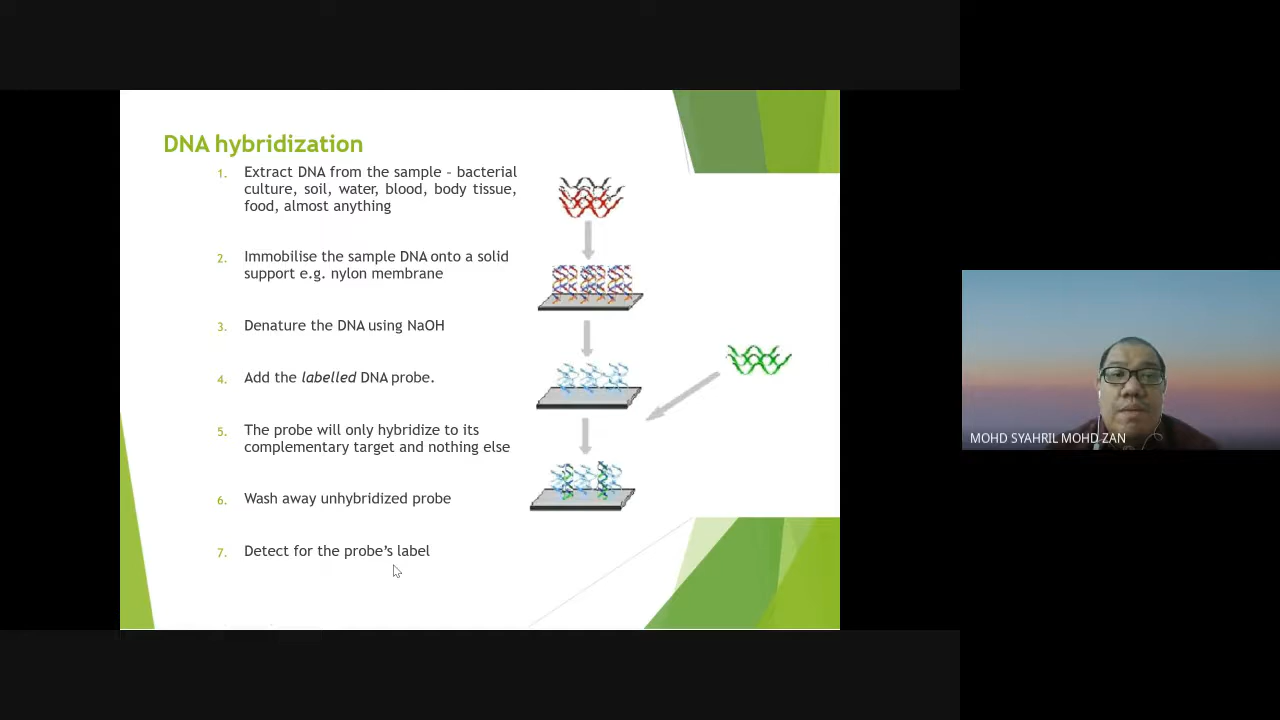 DNA hybridization
1. Extract DNA from the sample – bacterial
culture, soil, water, blood, body tissue,
food, almost anything
2. Immobilise the sample DNA onto a solid
support e.g. nylon membrane
3. Denature the DNA using NaOH
4. Add the labelled DNA probe.
5. The probe will only hybridize to its
complementary target and nothing else
6. Wash away unhybridized probe
7. Detect for the probe's label
MOHD SYAHRIL MOHD ZAN